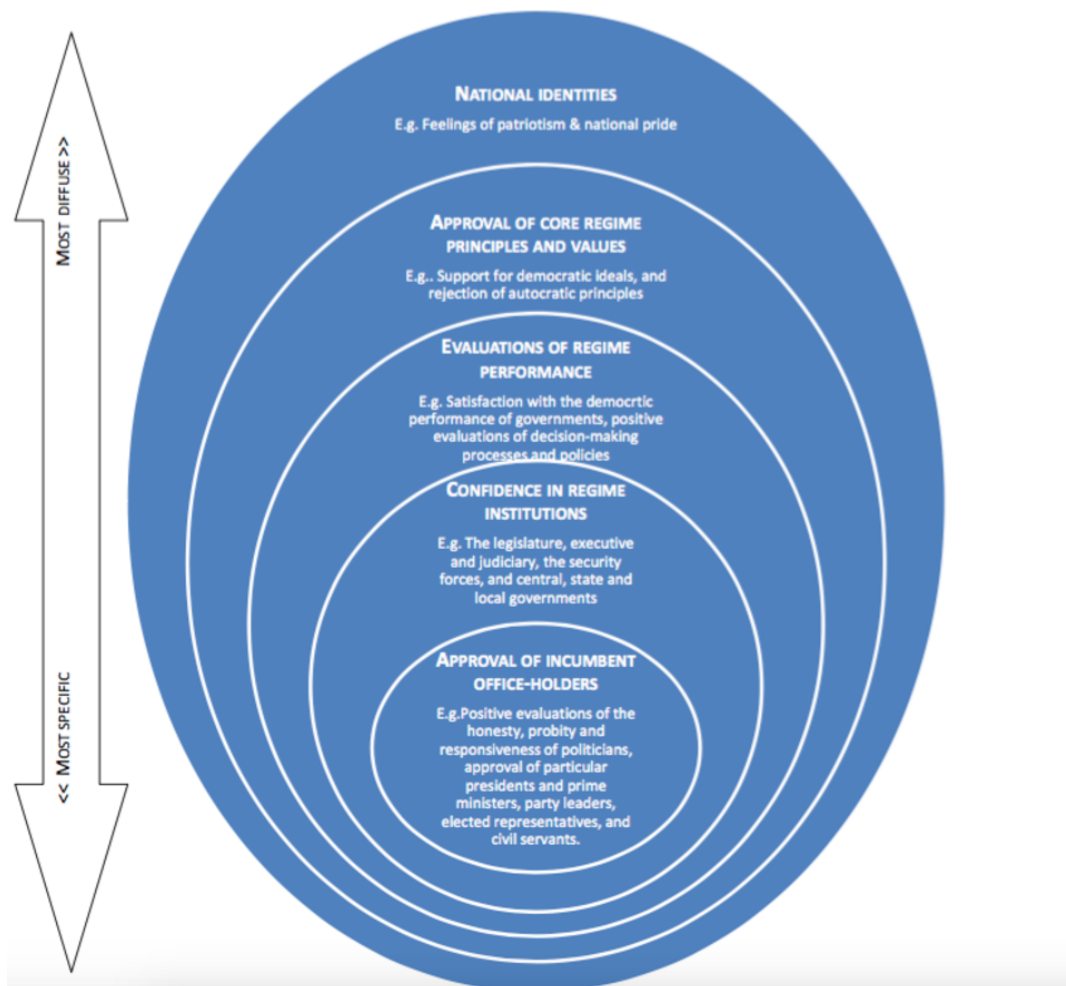 MOST DIFFUSE >>
<< MOST SPECIFIC
NATIONAL IDENTITIES
E.g. Feelings of patriotism & national pride
APPROVAL OF CORE REGIME
PRINCIPLES AND VALUES
E.g.. Support for democratic ideals, and
rejection of autocratic principles
EVALUATIONS OF REGIME
PERFORMANCE
E.g. Satisfaction with the democrtic
performance of governments, positive
evaluations of decision-making
processes and policies
CONFIDENCE IN REGIME
INSTITUTIONS
E.g. The legislature, executive
and judiciary, the security
forces, and central, state and
local governments
APPROVAL OF INCUMBENT
OFFICE-HOLDERS
E.g.Positive evaluations of the
honesty, probity and
responsiveness of politicians,
approval of particular
presidents and prime
ministers, party leaders,
elected representatives, and
civil servants.